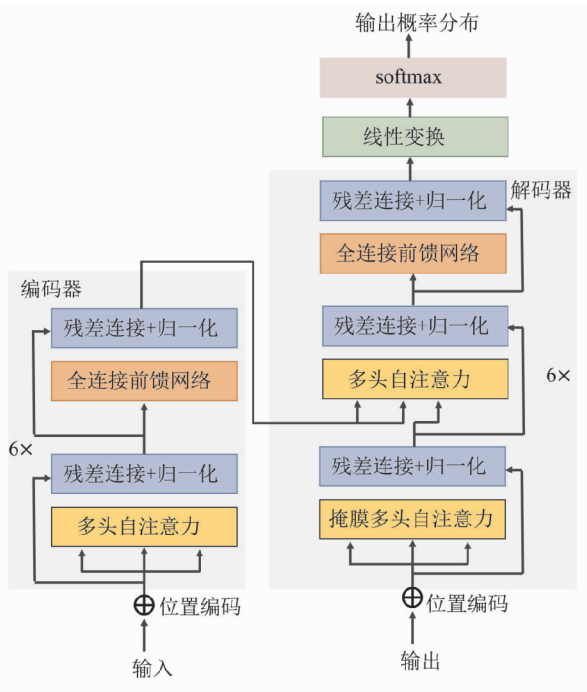 输出概率分布
softmax
线性变换
解码器
残差连接+归一化
全连接前馈网络
残差连接+归一化
多头自注意力
6×
残差连接+归一化
掩膜多头自注意力
位置编码
输出
编码器
残差连接+归一化
全连接前馈网络
6×
残差连接+归一化
多头自注意力
位置编码
输入